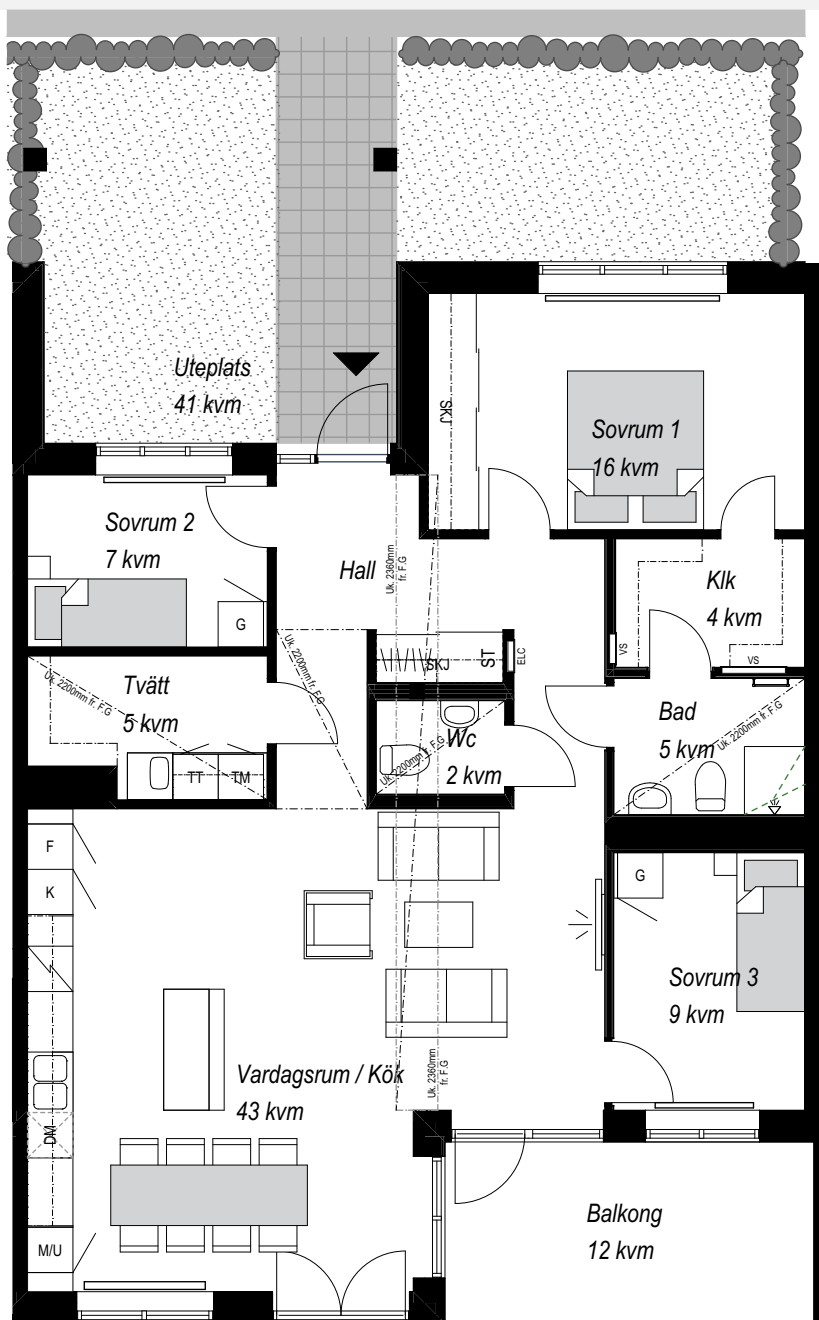 Uteplats
41 kvm
SKJ
Sovrum 1
16 kvm
Sovrum 2
7 kvm
G
Hall
Uk. 2360mm
fr. F.G
Klk
4 kvm
VS
VS
SKJ
ST
ELC
Uk. 2200mm fr. F.G
Tvätt
5 kvm
TT
TM
Uk. 2200mm fr. F.G
Wc
2 kvm
Uk. 2200mm fr. F.G
Bad
5 kvm
Uk. 2200mm fr. F.G
F
K
G
Sovrum 3
9 kvm
Vardagsrum / Kök
43 kvm
Uk. 2360mm
fr. F.G
DM
M/U
Balkong
12 kvm